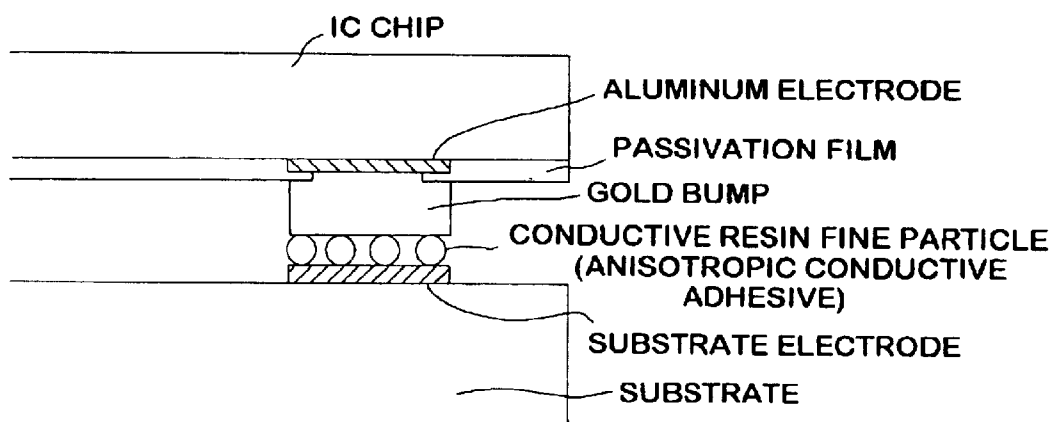 IC CHIP
ALUMINUM ELECTRODE
PASSIVATION FILM
GOLD BUMP
CONDUCTIVE RESIN FINE PARTICLE
(ANISOTROPIC CONDUCTIVE
ADHESIVE)
SUBSTRATE ELECTRODE
SUBSTRATE